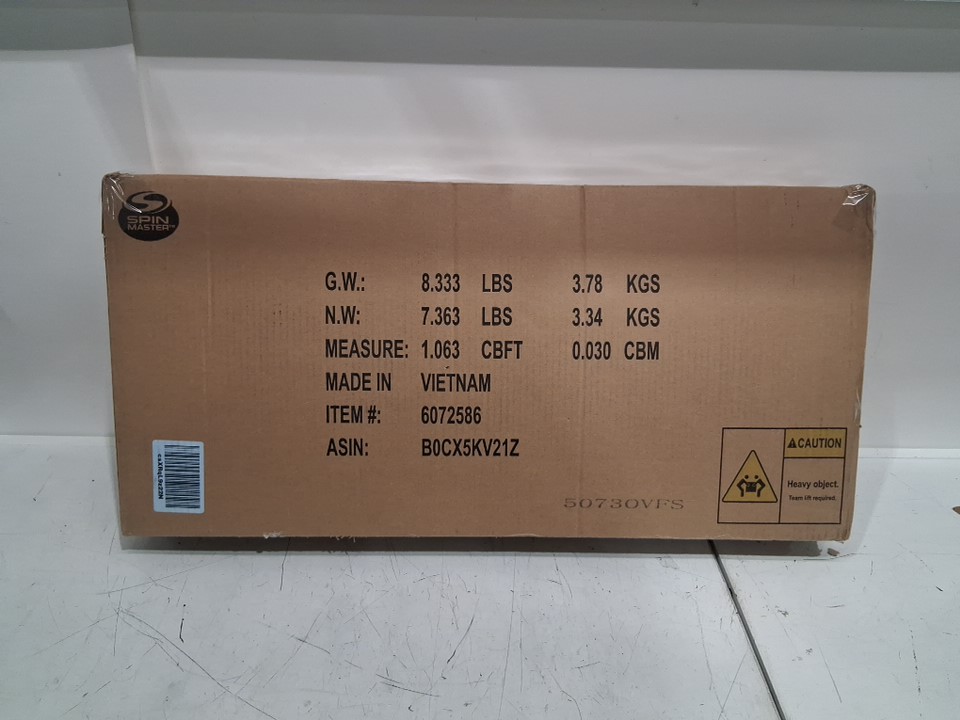 SPIN
MASTER™
G.W.: 8.333 LBS 3.78 KGS
N.W: 7.363 LBS 3.34 KGS
MEASURE: 1.063 CBFT 0.030 CBM
MADE IN VIETNAM
ITEM #: 6072586
ASIN: B0CX5KV21Z
CAUTION
Heavy object.
Team lift required.
50730VFS